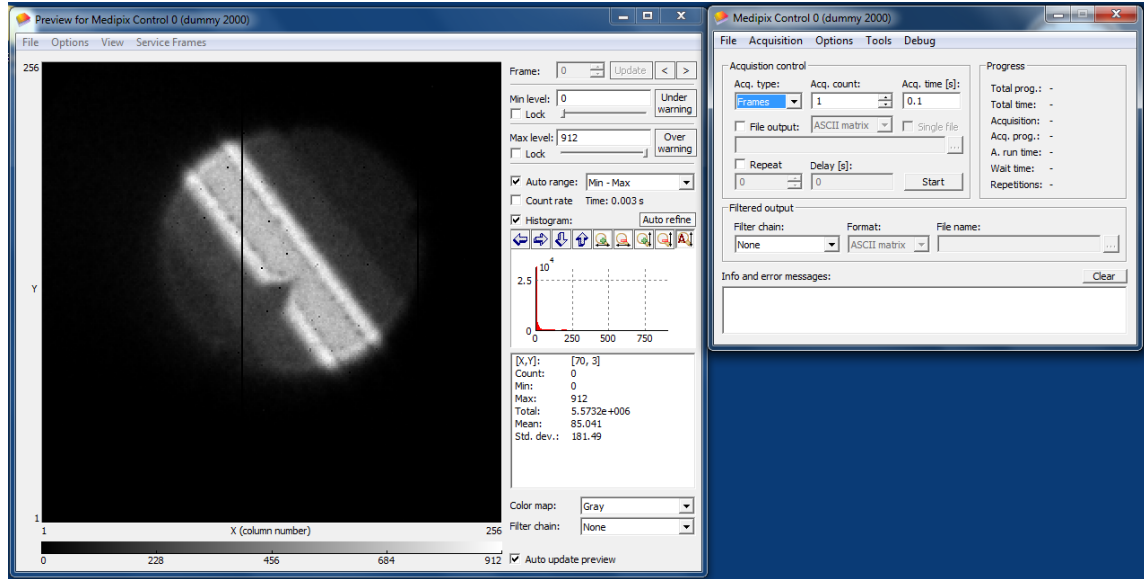 Preview for Medipix Control 0 (dummy 2000)
File Options View Service Frames
256
Y
1
1 X (column number) 256
0 228 456 684 912
Frame: 0 Update < >
Min level: 0 Under warning
Lock
Max level: 912 Over warning
Lock
Auto range: Min - Max
Count rate Time: 0.003 s
Histogram: Auto refine
A
10^4
2.5
0
0 250 500 750
[X,Y]: [70, 3]
Count: 0
Min: 0
Max: 912
Total: 5.5732e+006
Mean: 85.041
Std. dev.: 181.49
Color map: Gray
Filter chain: None
Auto update preview
Medipix Control 0 (dummy 2000)
File Acquisition Options Tools Debug
Acquistion control
Acq. type: Acq. count: Acq. time [s]:
Frames 1 0.1
File output: ASCII matrix Single file
...
Repeat Delay [s]:
0 0 Start
Progress
Total prog.: -
Total time: -
Acquisition: -
Acq. prog.: -
A. run time: -
Wait time: -
Repetitions: -
Filtered output
Filter chain: Format: File name:
None ASCII matrix ...
Info and error messages: Clear